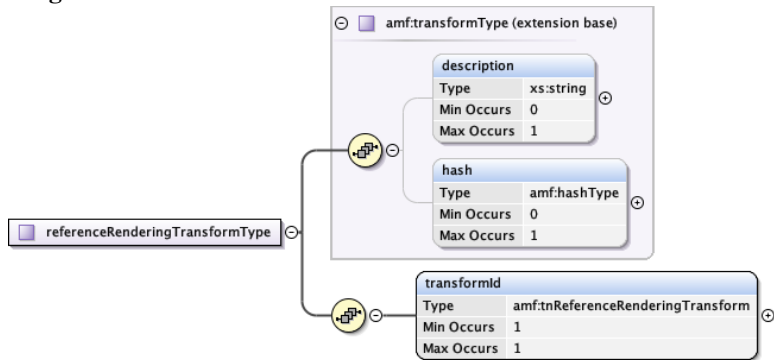 amf:transformType (extension base)
description
Type xs:string
Min Occurs 0
Max Occurs 1
hash
Type amf:hashType
Min Occurs 0
Max Occurs 1
referenceRenderingTransformType
transformId
Type amf:tnReferenceRenderingTransform
Min Occurs 1
Max Occurs 1